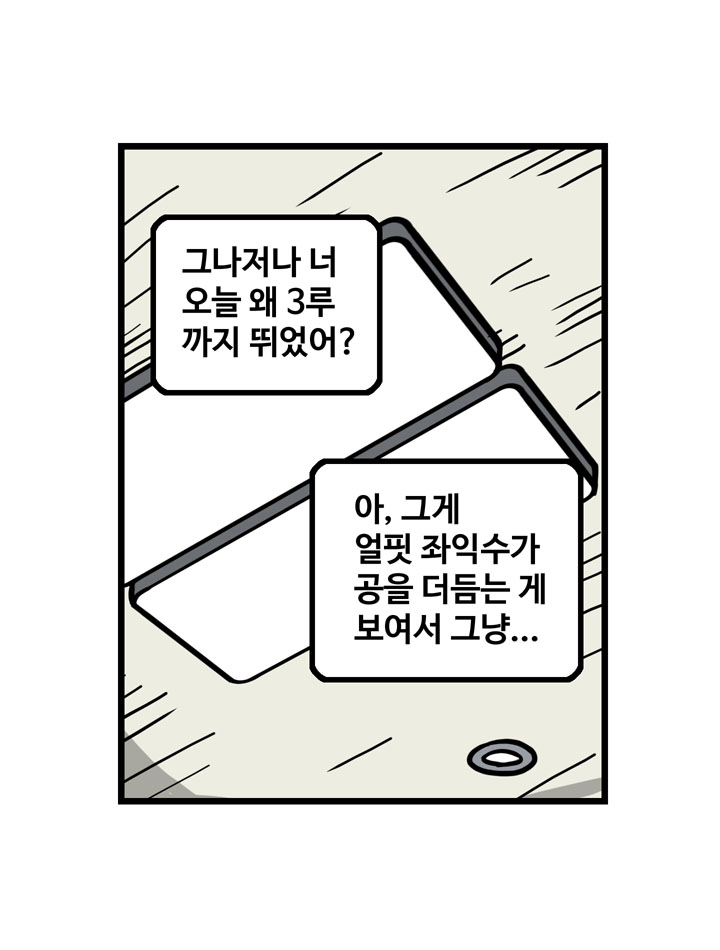 그나저나 너
오늘 왜 3루
까지 뛰었어?
아, 그게
얼핏 좌익수가
공을 더듬는 게
보여서 그냥...